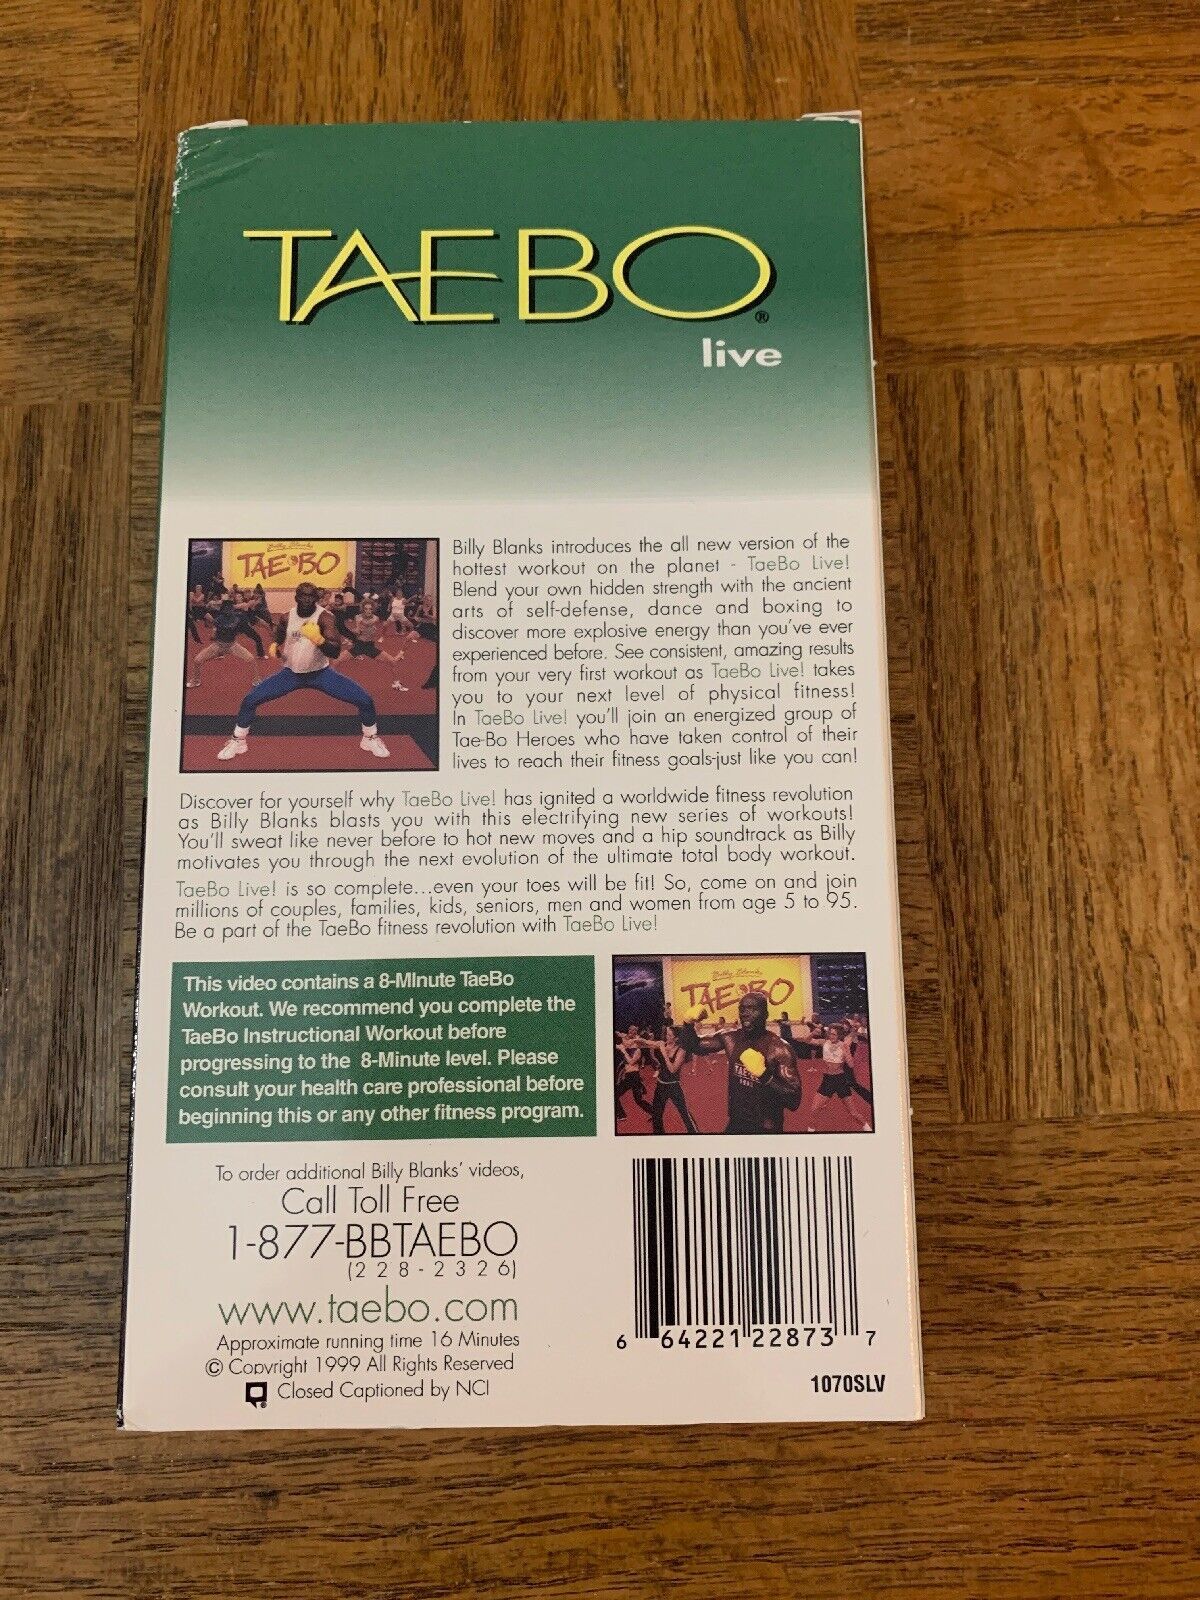 TAEBO®
live
Billy Blanks
TAE BO
Billy Blanks introduces the all new version of the
hottest workout on the planet - TaeBo Live!
Blend your own hidden strength with the ancient
arts of self-defense, dance and boxing to
discover more explosive energy than you've ever
experienced before. See consistent, amazing results
from your very first workout as TaeBo Live! takes
you to your next level of physical fitness!
In TaeBo Live! you'll join an energized group of
Tae-Bo Heroes who have taken control of their
lives to reach their fitness goals-just like you can!
Discover for yourself why TaeBo Live! has ignited a worldwide fitness revolution
as Billy Blanks blasts you with this electrifying new series of workouts!
You'll sweat like never before to hot new moves and a hip soundtrack as Billy
motivates you through the next evolution of the ultimate total body workout.
TaeBo Live! is so complete...even your toes will be fit! So, come on and join
millions of couples, families, kids, seniors, men and women from age 5 to 95.
Be a part of the TaeBo fitness revolution with TaeBo Live!
This video contains a 8-MInute TaeBo
Workout. We recommend you complete the
TaeBo Instructional Workout before
progressing to the 8-Minute level. Please
consult your health care professional before
beginning this or any other fitness program.
Billy Blanks
TAE BO
To order additional Billy Blanks' videos,
Call Toll Free
1-877-BBTAEBO
(228-2326)
www.taebo.com
Approximate running time 16 Minutes
© Copyright 1999 All Rights Reserved
Closed Captioned by NCI
6 64221 22873 7
1070SLV